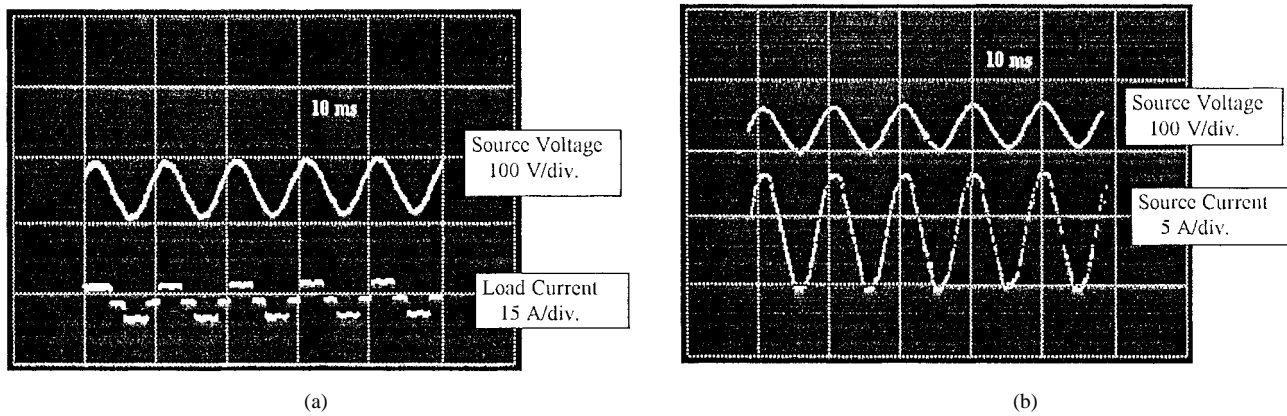 10 ms
Source Voltage
100 V/div.
Load Current
15 A/div.
(a)
10 ms
Source Voltage
100 V/div.
Source Current
5 A/div.
(b)